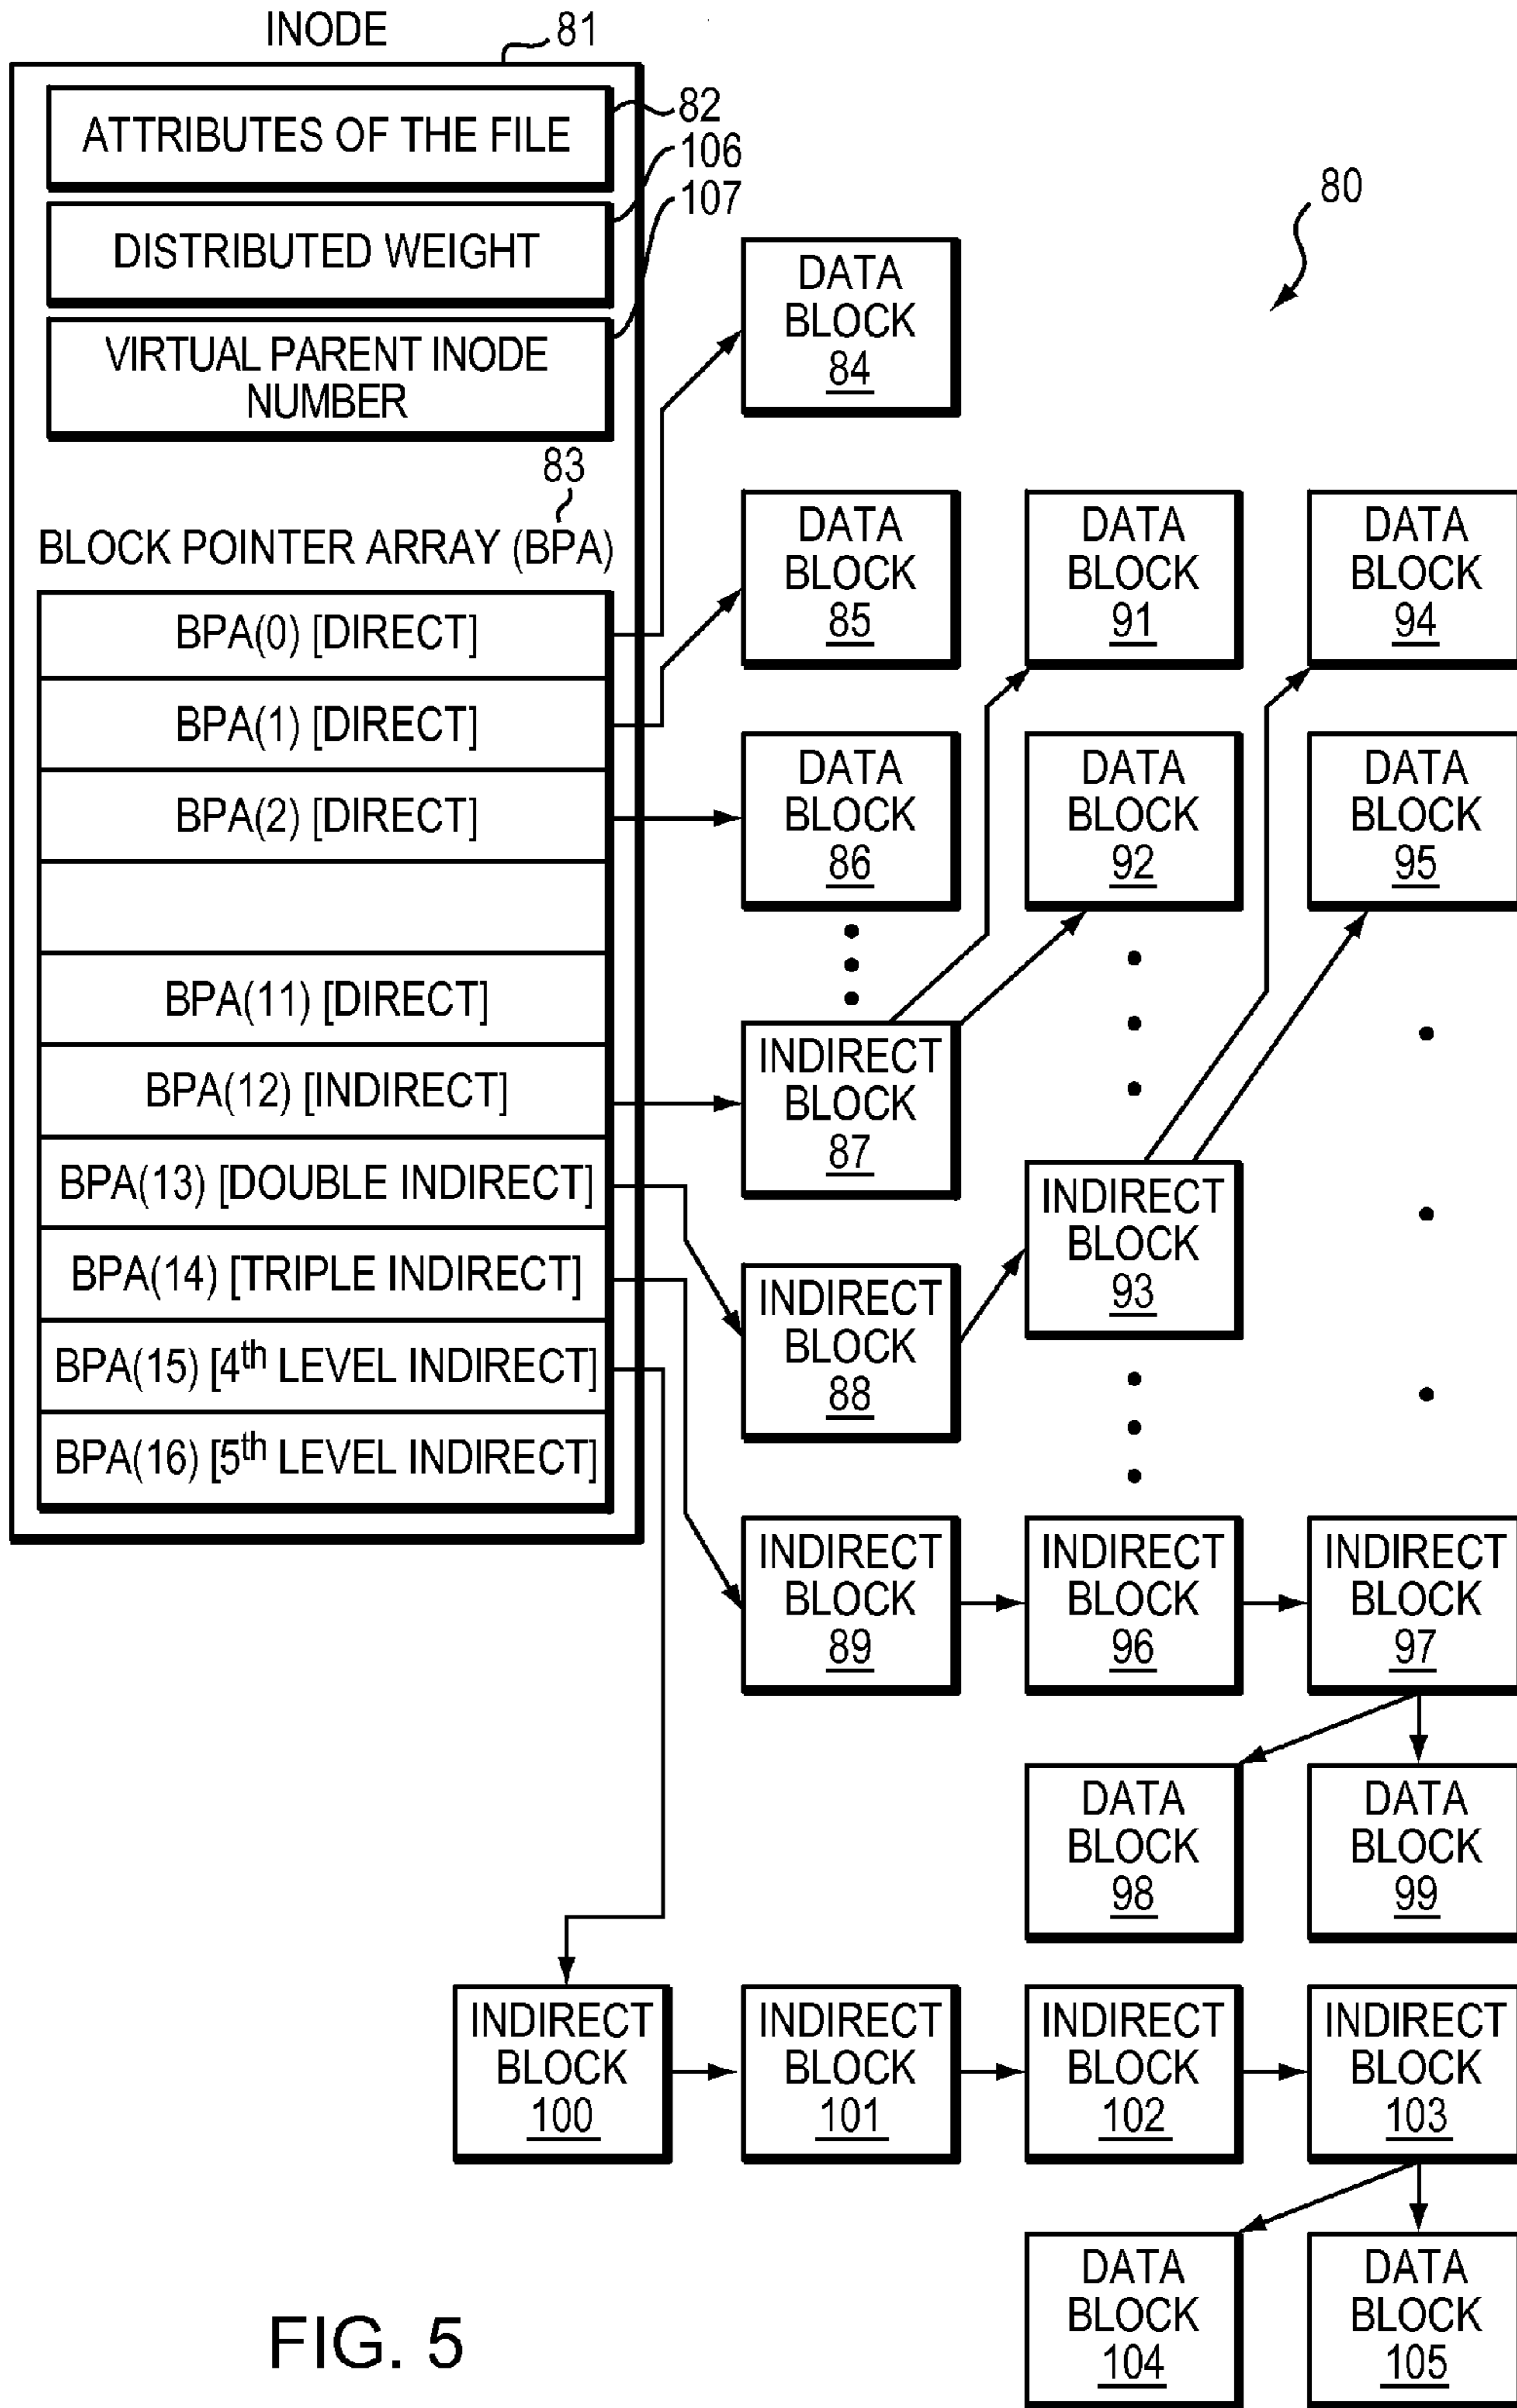 INODE
81
ATTRIBUTES OF THE FILE
82
106
107
DISTRIBUTED WEIGHT
VIRTUAL PARENT INODE
NUMBER
80
83
BLOCK POINTER ARRAY (BPA)
BPA(0) [DIRECT]
BPA(1) [DIRECT]
BPA(2) [DIRECT]
BPA(11) [DIRECT]
BPA(12) [INDIRECT]
BPA(13) [DOUBLE INDIRECT]
BPA(14) [TRIPLE INDIRECT]
BPA(15) [4th LEVEL INDIRECT]
BPA(16) [5th LEVEL INDIRECT]
DATA
BLOCK
84
DATA
BLOCK
85
DATA
BLOCK
91
DATA
BLOCK
94
DATA
BLOCK
86
DATA
BLOCK
92
DATA
BLOCK
95
INDIRECT
BLOCK
87
INDIRECT
BLOCK
93
INDIRECT
BLOCK
88
INDIRECT
BLOCK
89
INDIRECT
BLOCK
96
INDIRECT
BLOCK
97
DATA
BLOCK
98
DATA
BLOCK
99
INDIRECT
BLOCK
100
INDIRECT
BLOCK
101
INDIRECT
BLOCK
102
INDIRECT
BLOCK
103
DATA
BLOCK
104
DATA
BLOCK
105
FIG. 5